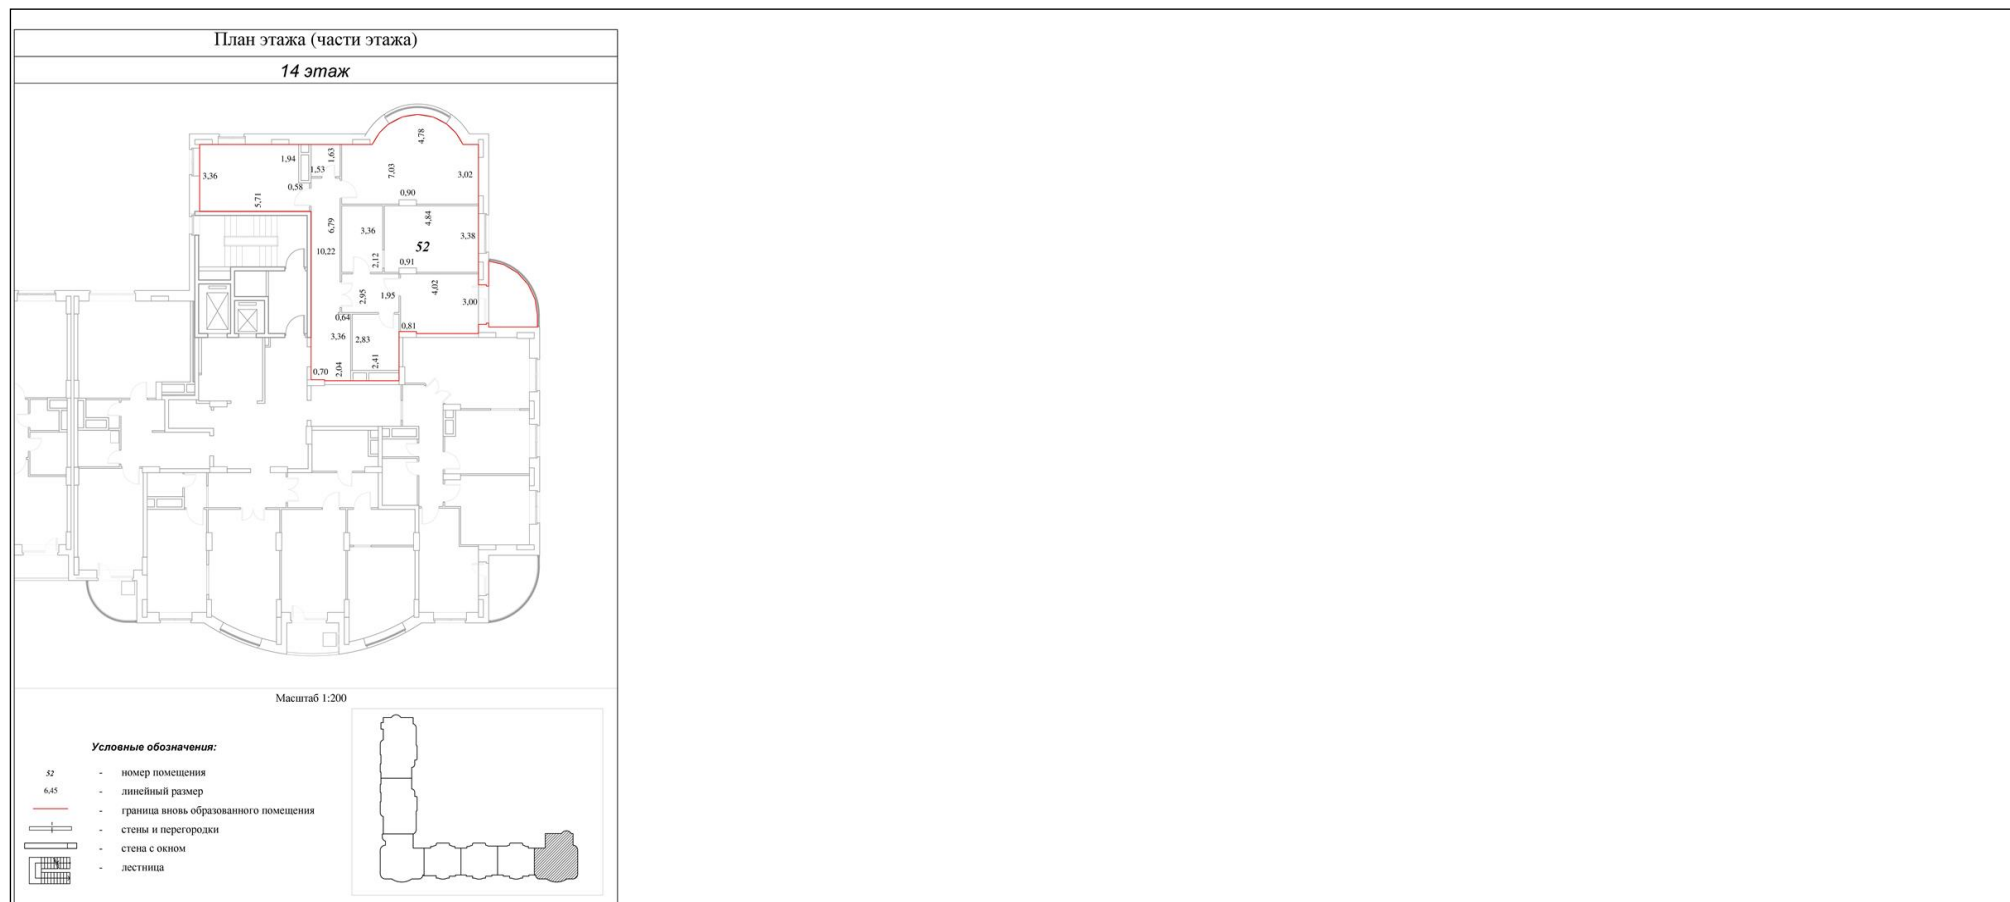 План этажа (части этажа)
14 этаж
4,78
1,94
1,63
3,36
1,53
7,03
3,02
0,58
0,90
5,71
6,79
3,36
4,84
3,38
52
10,22
2,12
0,91
2,95
1,95
4,02
3,00
0,64
0,81
3,36
2,83
2,41
0,70
2,04
Масштаб 1:200
Условные обозначения:
52 - номер помещения
6,45 - линейный размер
- граница вновь образованного помещения
- стены и перегородки
- стена с окном
- лестница